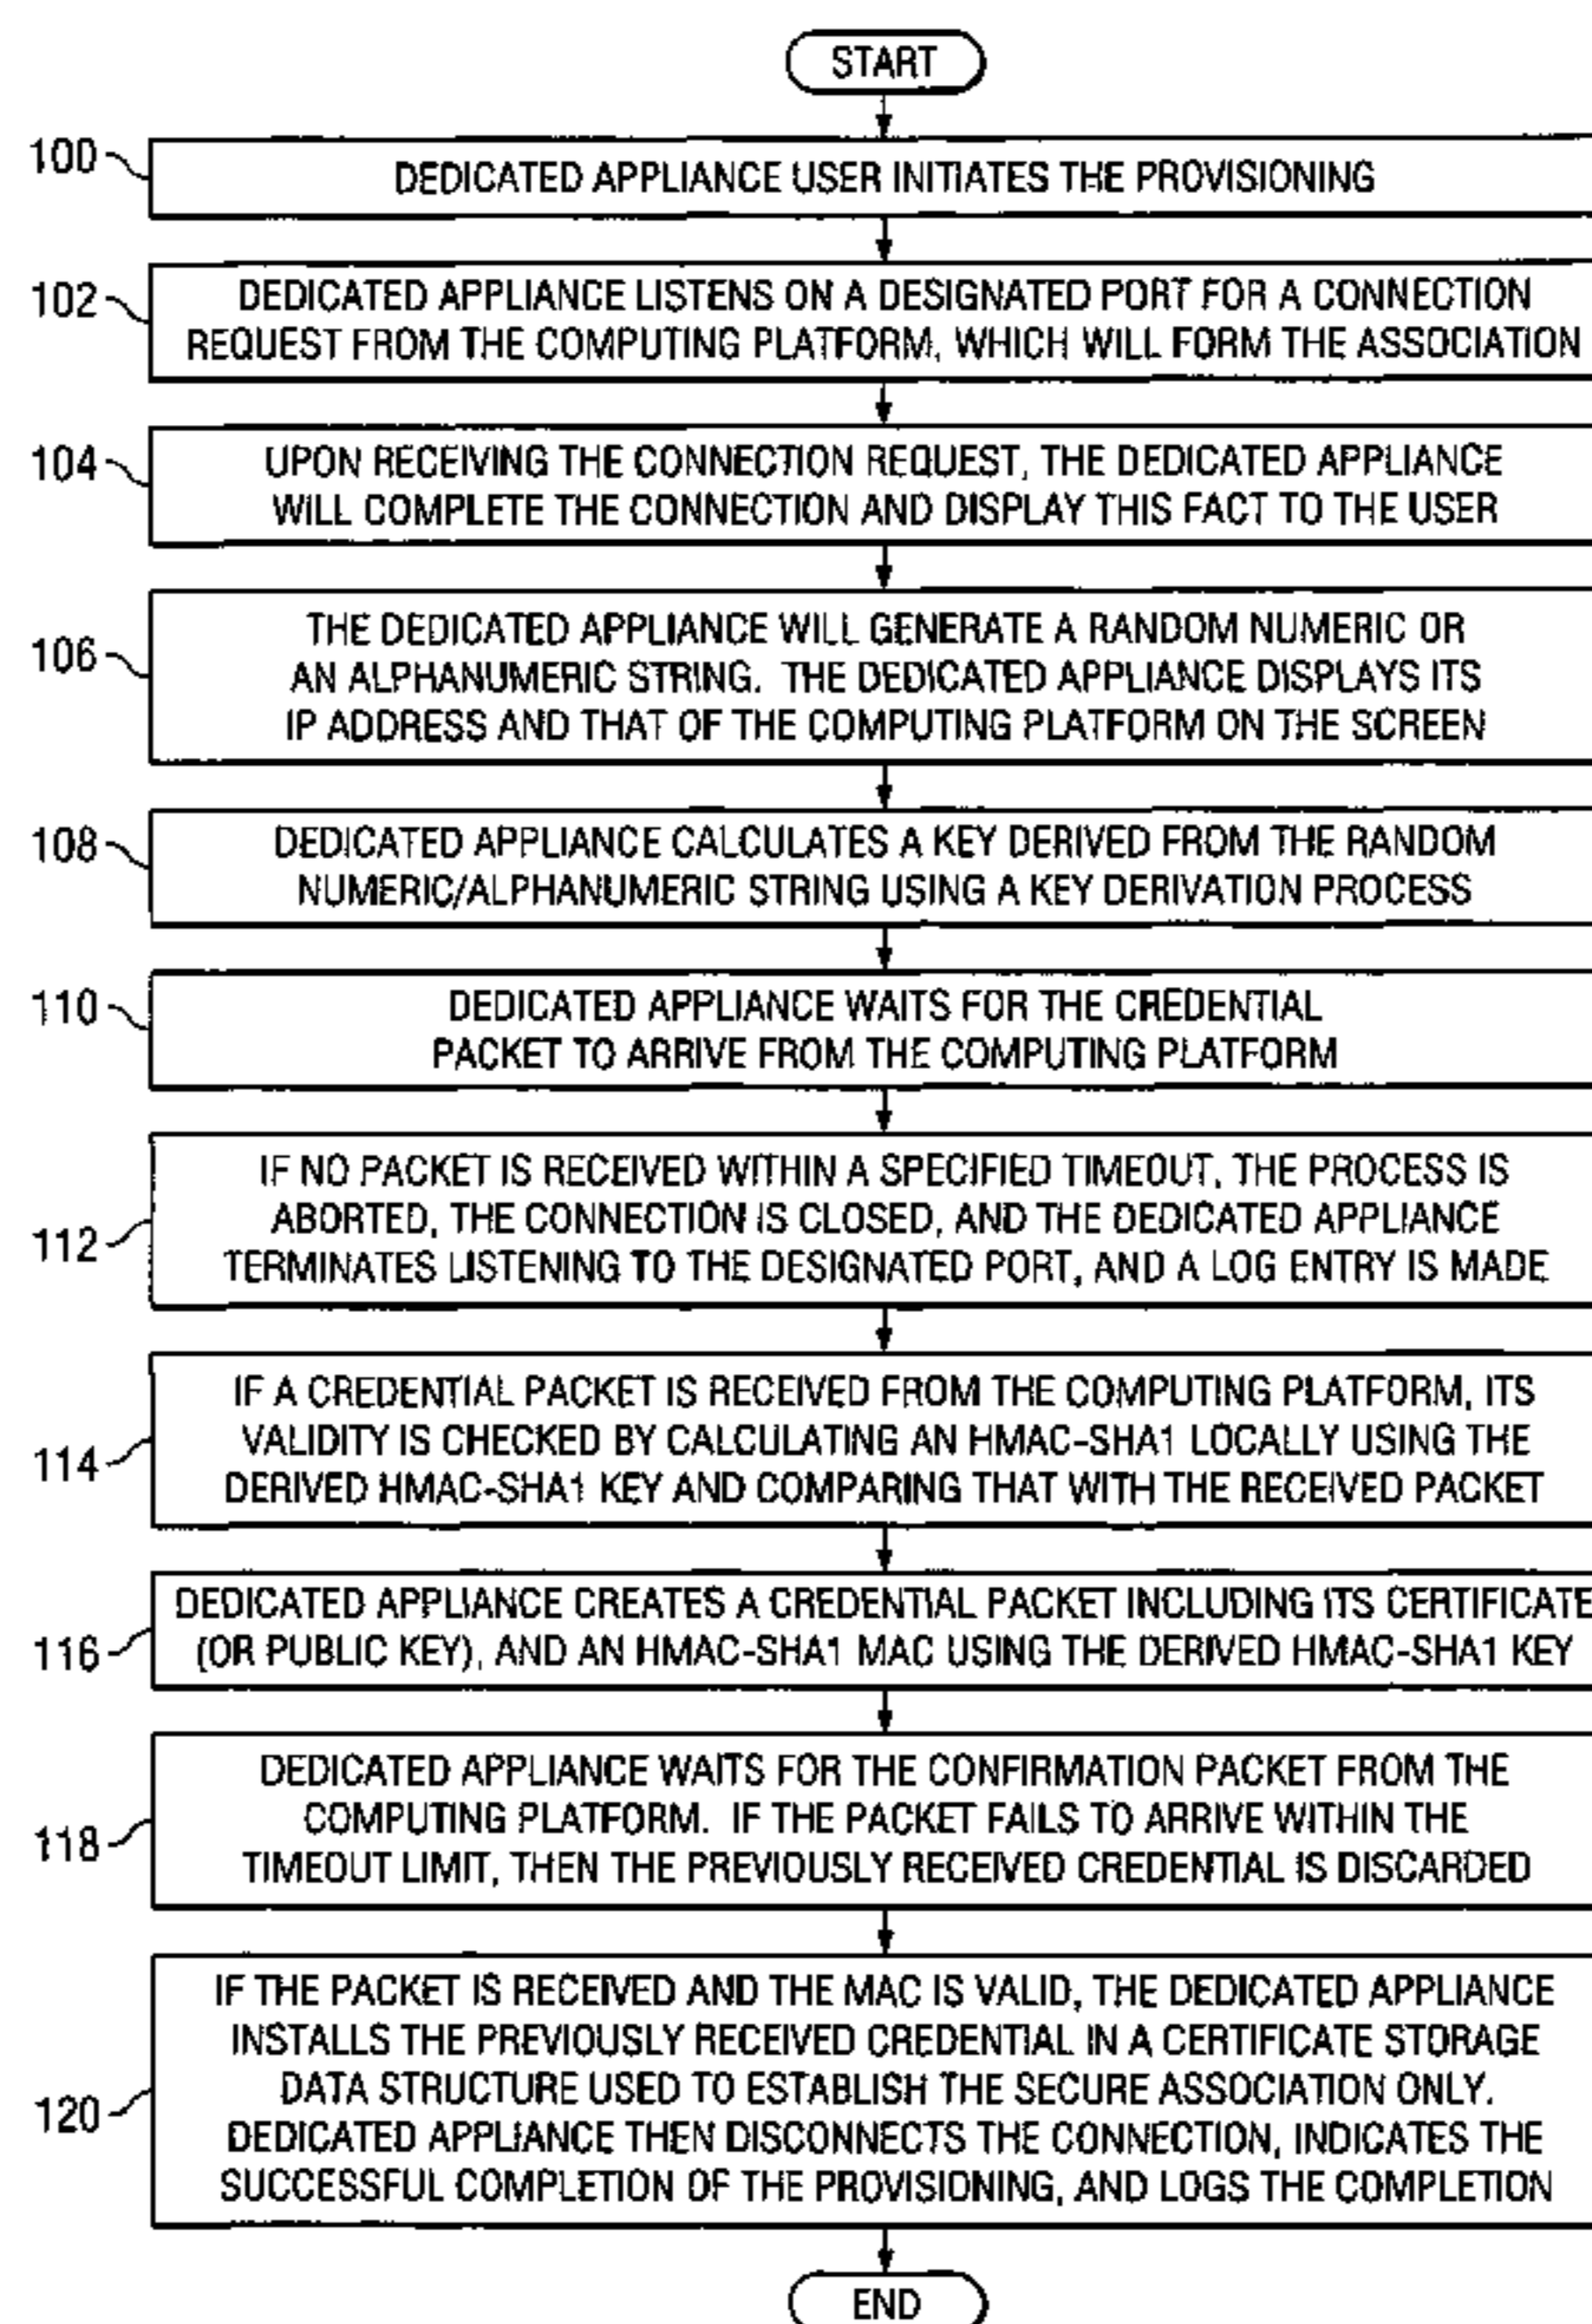 START
100
DEDICATED APPLIANCE USER INITIATES THE PROVISIONING
102
DEDICATED APPLIANCE LISTENS ON A DESIGNATED PORT FOR A CONNECTION
REQUEST FROM THE COMPUTING PLATFORM, WHICH WILL FORM THE ASSOCIATION
104
UPON RECEIVING THE CONNECTION REQUEST, THE DEDICATED APPLIANCE
WILL COMPLETE THE CONNECTION AND DISPLAY THIS FACT TO THE USER
106
THE DEDICATED APPLIANCE WILL GENERATE A RANDOM NUMERIC OR
AN ALPHANUMERIC STRING. THE DEDICATED APPLIANCE DISPLAYS ITS
IP ADDRESS AND THAT OF THE COMPUTING PLATFORM ON THE SCREEN
108
DEDICATED APPLIANCE CALCULATES A KEY DERIVED FROM THE RANDOM
NUMERIC/ALPHANUMERIC STRING USING A KEY DERIVATION PROCESS
110
DEDICATED APPLIANCE WAITS FOR THE CREDENTIAL
PACKET TO ARRIVE FROM THE COMPUTING PLATFORM
112
IF NO PACKET IS RECEIVED WITHIN A SPECIFIED TIMEOUT, THE PROCESS IS
ABORTED, THE CONNECTION IS CLOSED, AND THE DEDICATED APPLIANCE
TERMINATES LISTENING TO THE DESIGNATED PORT, AND A LOG ENTRY IS MADE
114
IF A CREDENTIAL PACKET IS RECEIVED FROM THE COMPUTING PLATFORM, ITS
VALIDITY IS CHECKED BY CALCULATING AN HMAC-SHA1 LOCALLY USING THE
DERIVED HMAC-SHA1 KEY AND COMPARING THAT WITH THE RECEIVED PACKET
116
DEDICATED APPLIANCE CREATES A CREDENTIAL PACKET INCLUDING ITS CERTIFICATE
(OR PUBLIC KEY), AND AN HMAC-SHA1 MAC USING THE DERIVED HMAC-SHA1 KEY
118
DEDICATED APPLIANCE WAITS FOR THE CONFIRMATION PACKET FROM THE
COMPUTING PLATFORM. IF THE PACKET FAILS TO ARRIVE WITHIN THE
TIMEOUT LIMIT, THEN THE PREVIOUSLY RECEIVED CREDENTIAL IS DISCARDED
120
IF THE PACKET IS RECEIVED AND THE MAC IS VALID, THE DEDICATED APPLIANCE
INSTALLS THE PREVIOUSLY RECEIVED CREDENTIAL IN A CERTIFICATE STORAGE
DATA STRUCTURE USED TO ESTABLISH THE SECURE ASSOCIATION ONLY.
DEDICATED APPLIANCE THEN DISCONNECTS THE CONNECTION, INDICATES THE
SUCCESSFUL COMPLETION OF THE PROVISIONING, AND LOGS THE COMPLETION
END